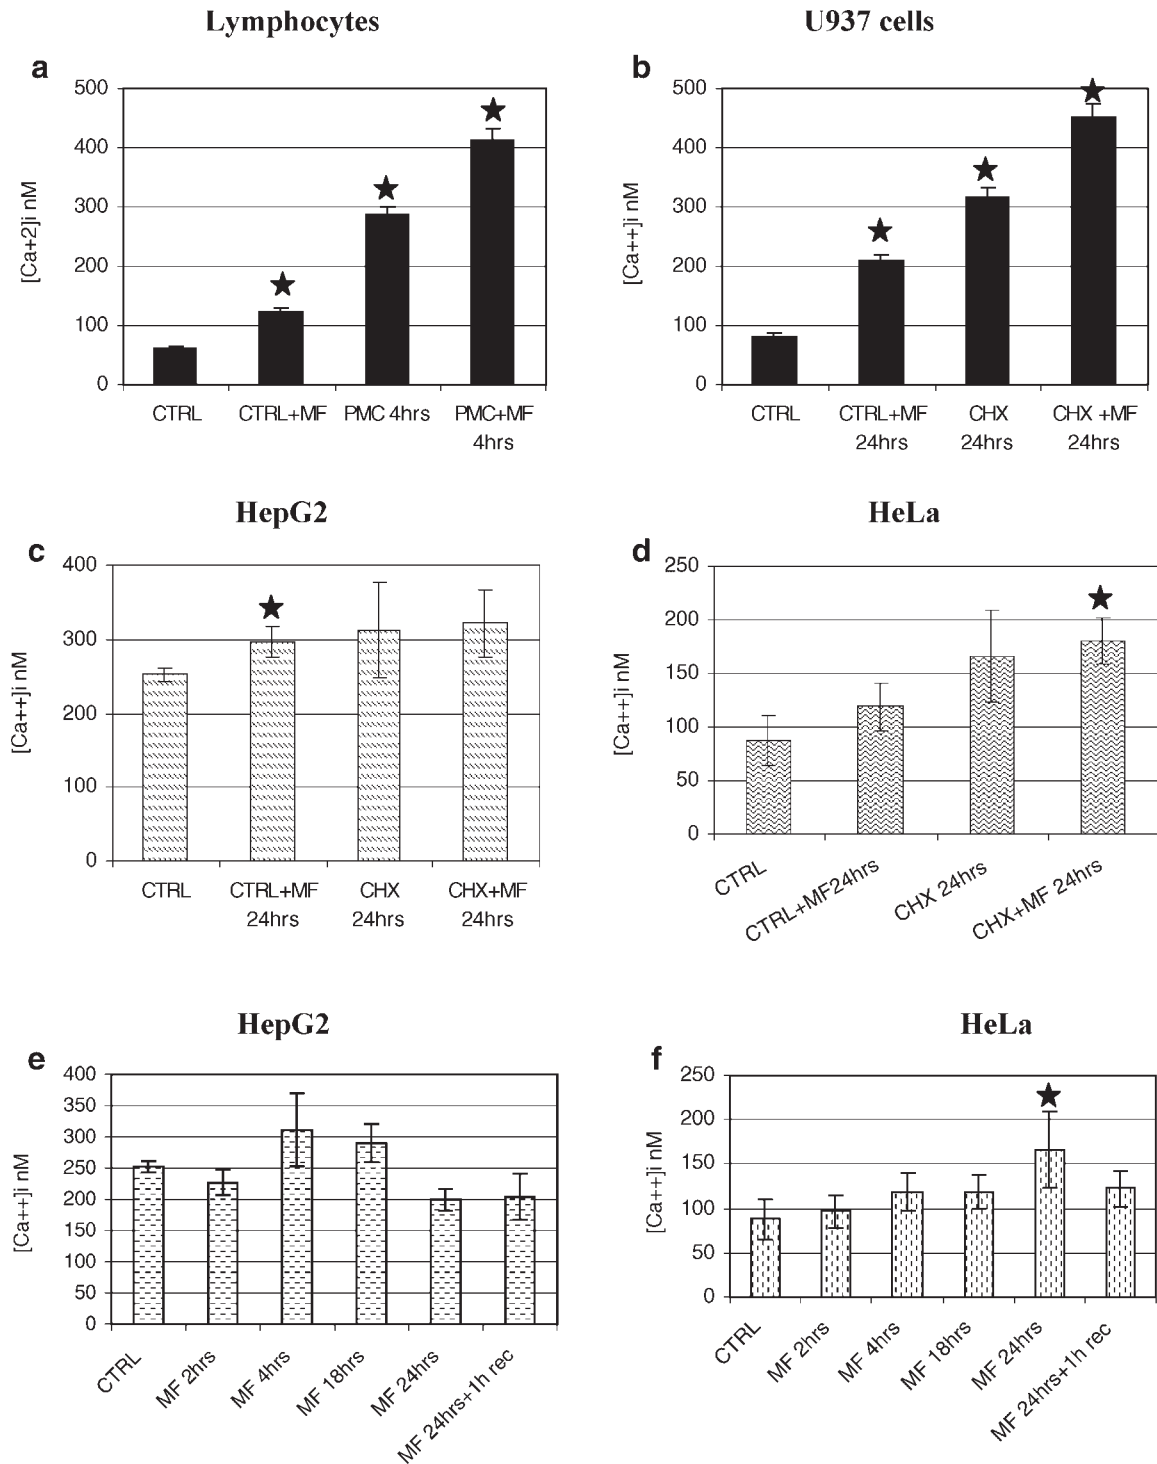 Lymphocytes
U937 cells
a
b
500
400
300
200
100
0
[Ca+2]i nM
CTRL
CTRL+MF
PMC 4hrs
PMC+MF
4hrs
500
400
300
200
100
0
[Ca++]i nM
CTRL
CTRL+MF
24hrs
CHX
24hrs
CHX +MF
24hrs
HepG2
HeLa
c
d
400
300
200
100
0
[Ca++]i nM
CTRL
CTRL+MF
24hrs
CHX
24hrs
CHX+MF
24hrs
250
200
150
100
50
0
[Ca++]i nM
CTRL
CTRL+MF24hrs
CHX 24hrs
CHX+MF 24hrs
HepG2
HeLa
e
f
400
350
300
250
200
150
100
50
0
[Ca++]i nM
CTRL
MF 2hrs
MF 4hrs
MF 18hrs
MF 24hrs
MF 24hrs+1h rec
250
200
150
100
50
0
[Ca++]i nM
CTRL
MF 2hrs
MF 4hrs
MF 18hrs
MF 24hrs
MF 24hrs+1h rec